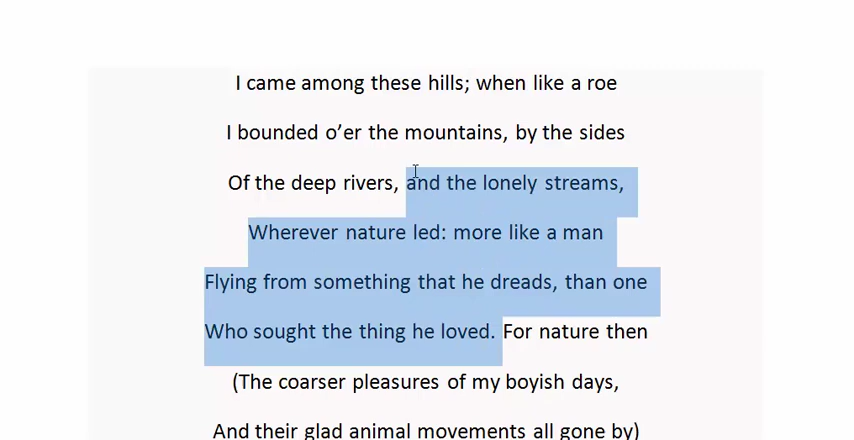 I came among these hills; when like a roe
I bounded o’er the mountains, by the sides
Of the deep rivers, and the lonely streams,
Wherever nature led: more like a man
Flying from something that he dreads, than one
Who sought the thing he loved. For nature then
(The coarser pleasures of my boyish days,
And their glad animal movements all gone by)